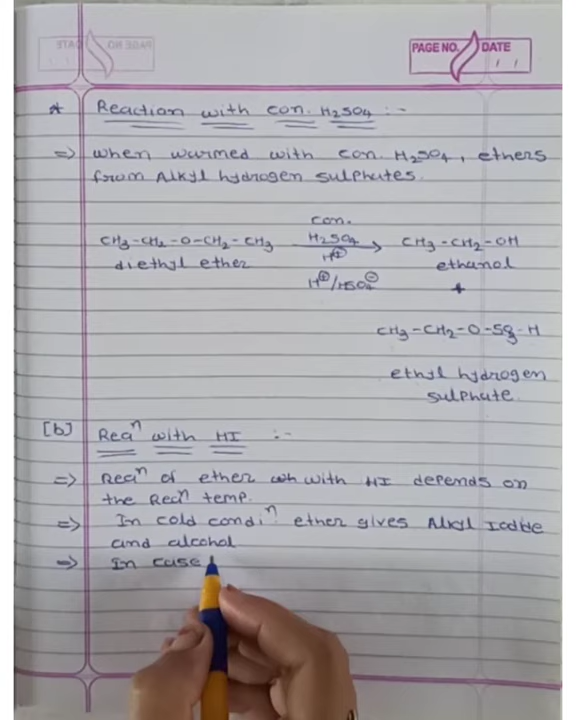 PAGE NO. DATE
/ /
* Reaction with con. H2SO4 :-
=> when warmed with con. H2SO4, ethers
from Alkyl hydrogen sulphates.
con.
CH3-CH2-O-CH2-CH3 H2SO4 CH3-CH2-OH
diethyl ether H⊕ ethanol
H⊕/HSO4⊖ +
CH3-CH2-O-SO3-H
ethyl hydrogen
sulphate.
[b] Reaⁿ with HI :-
=> Reaⁿ of ether with HI depends on
the Reaⁿ temp.
=> In cold condiⁿ ether gives Alkyl Iodide
and alcohol
=> In case